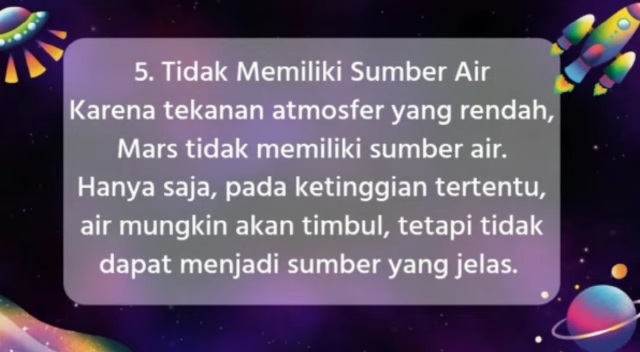 5. Tidak Memiliki Sumber Air
Karena tekanan atmosfer yang rendah,
Mars tidak memiliki sumber air.
Hanya saja, pada ketinggian tertentu,
air mungkin akan timbul, tetapi tidak
dapat menjadi sumber yang jelas.